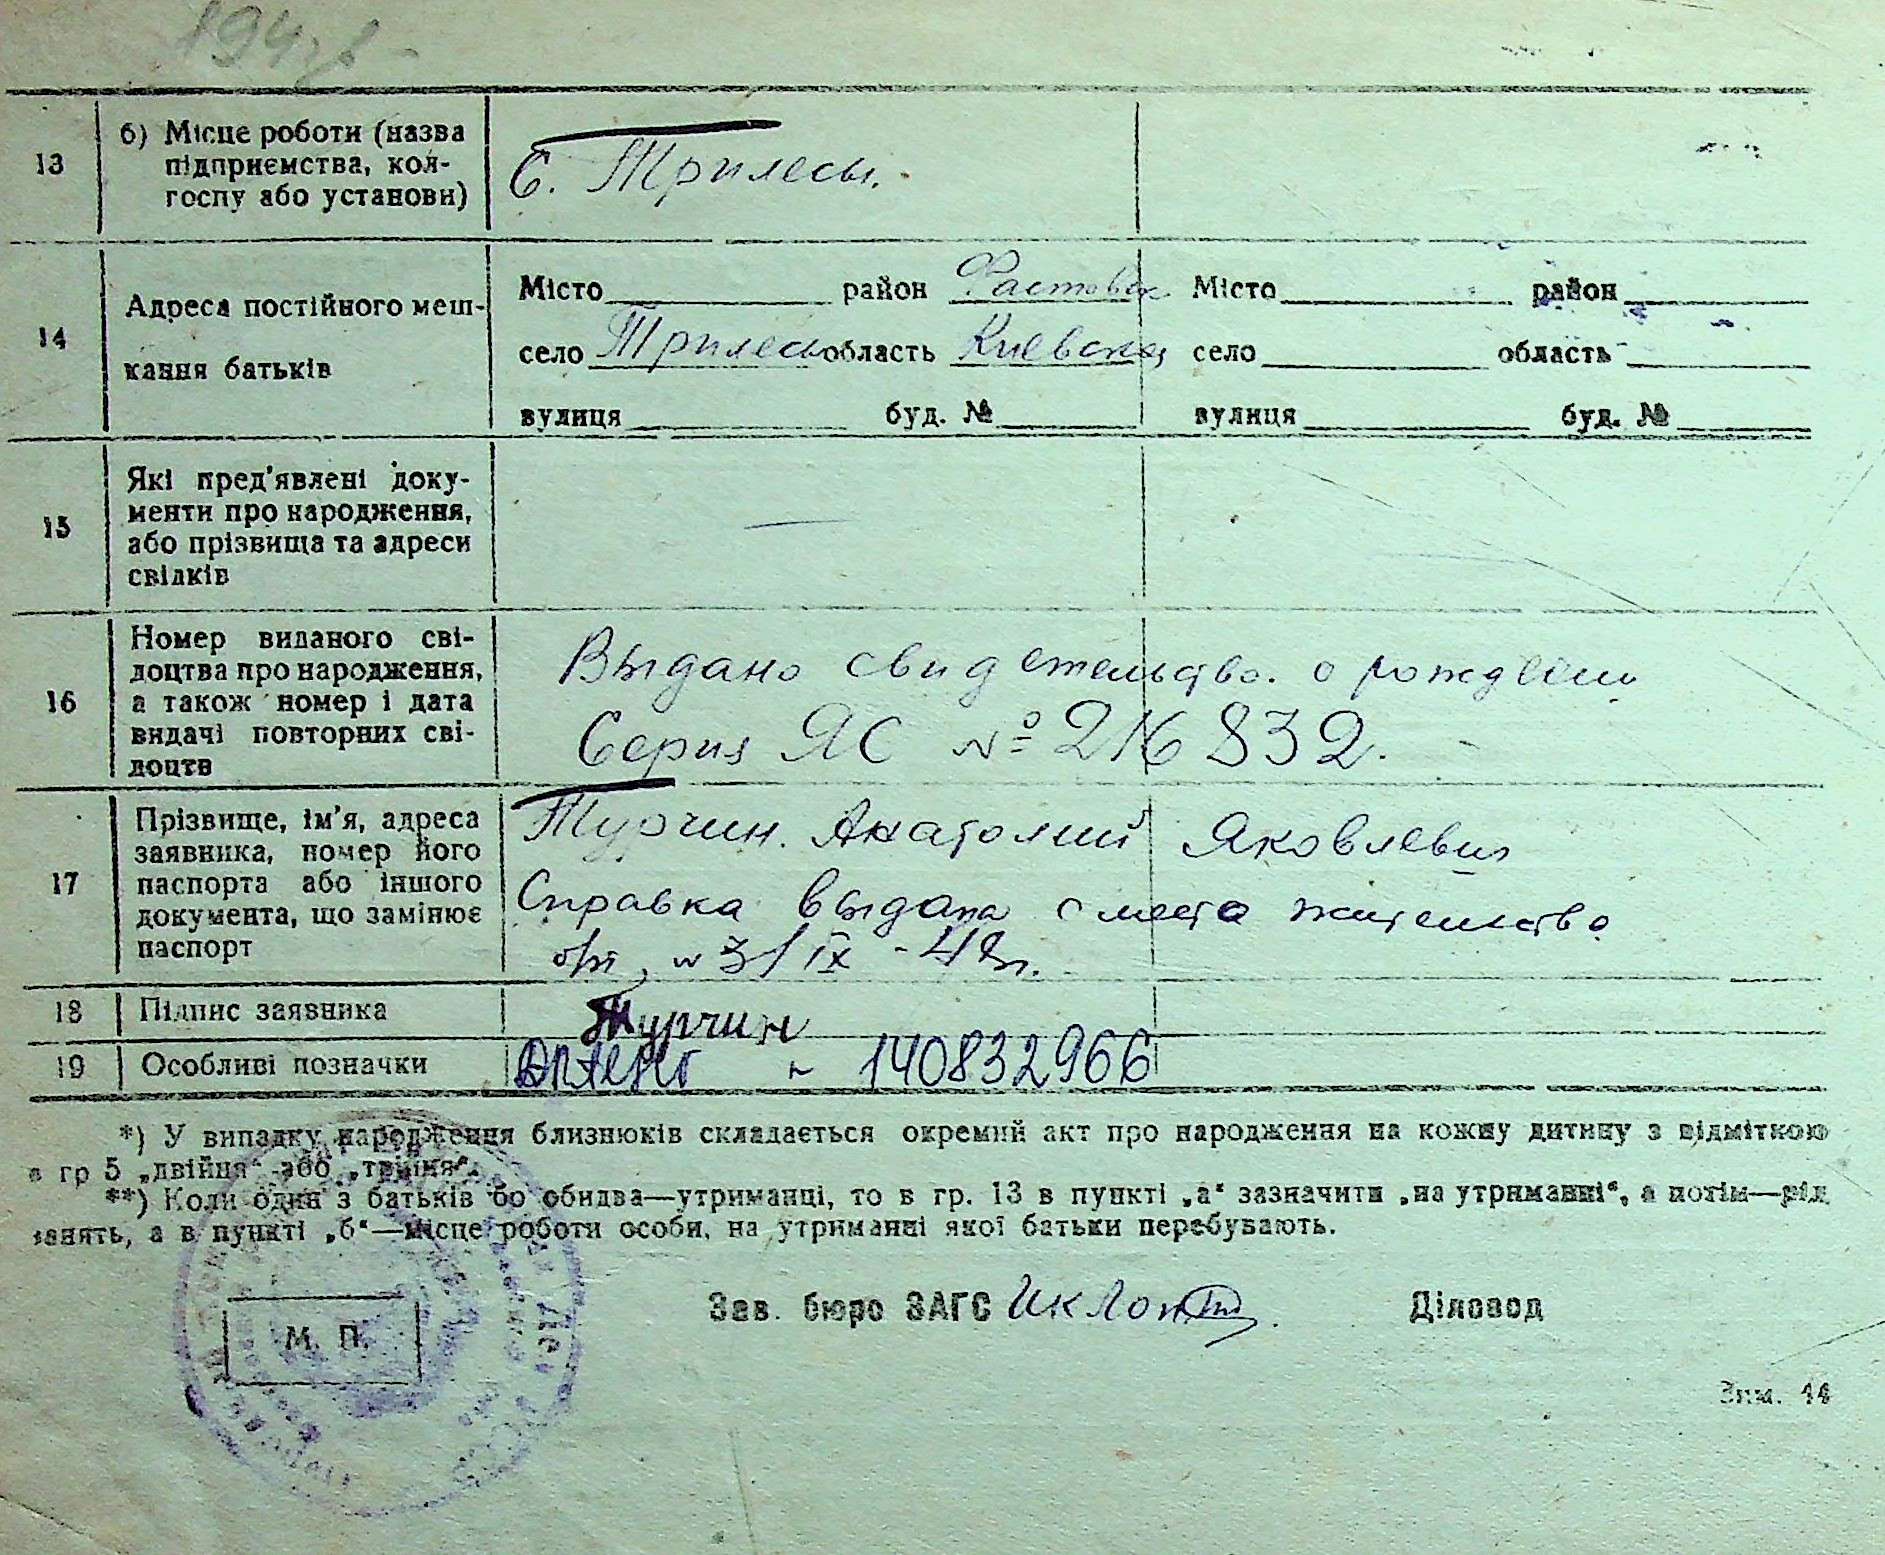 13 б) Місце роботи (назва
підприємства, кол-
госпу або установи)
с. Трилесы.
14 Адреса постійного меш-
кання батьків
Місто район Фастовск Місто район
село Трилесы область Киевская село область
вулиця буд. № вулиця буд. №
15 Які пред'явлені доку-
менти про народження,
або прізвища та адреси
свідків
—
16 Номер виданого сві-
доцтва про народження,
а також номер і дата
видачі повторних сві-
доцтв
Выдано свидетельство. о рождении
Серия ЯС № 216832.
17 Прізвище, ім'я, адреса
заявника, номер його
паспорта або іншого
документа, що замінює
паспорт
Турчин. Анатолий Яковлевич
Справка выдана с места жительства
от 3/IX - 48г.
18 Підпис заявника
Турчин
19 Особливі позначки
140832966
*) У випадку народження близнюків складається окремий акт про народження на кожну дитину з відміткою
в гр 5 „двійня“ або „трійня“.
**) Коли один з батьків бо обидва—утриманці, то в гр. 13 в пункті „а“ зазначити „на утриманні“, а потім—рід
занять, а в пункті „б“—місце роботи особи, на утриманні якої батьки перебувають.
Зав. бюро ЗАГС Діловод
М. П.
Зим. 44